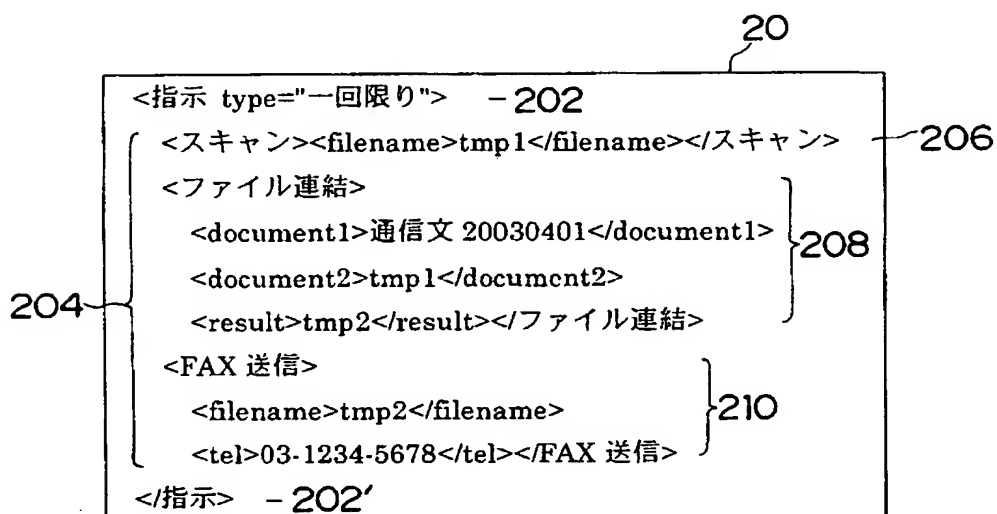 20
<指示 type="一回限り"> - 202
<スキャン><filename>tmp1</filename></スキャン> 206
<ファイル連結>
<document1>通信文 20030401</document1>
208
<document2>tmp1</document2>
204
<result>tmp2</result></ファイル連結>
<FAX 送信>
<filename>tmp2</filename> 210
<tel>03-1234-5678</tel></FAX 送信>
</指示> - 202′